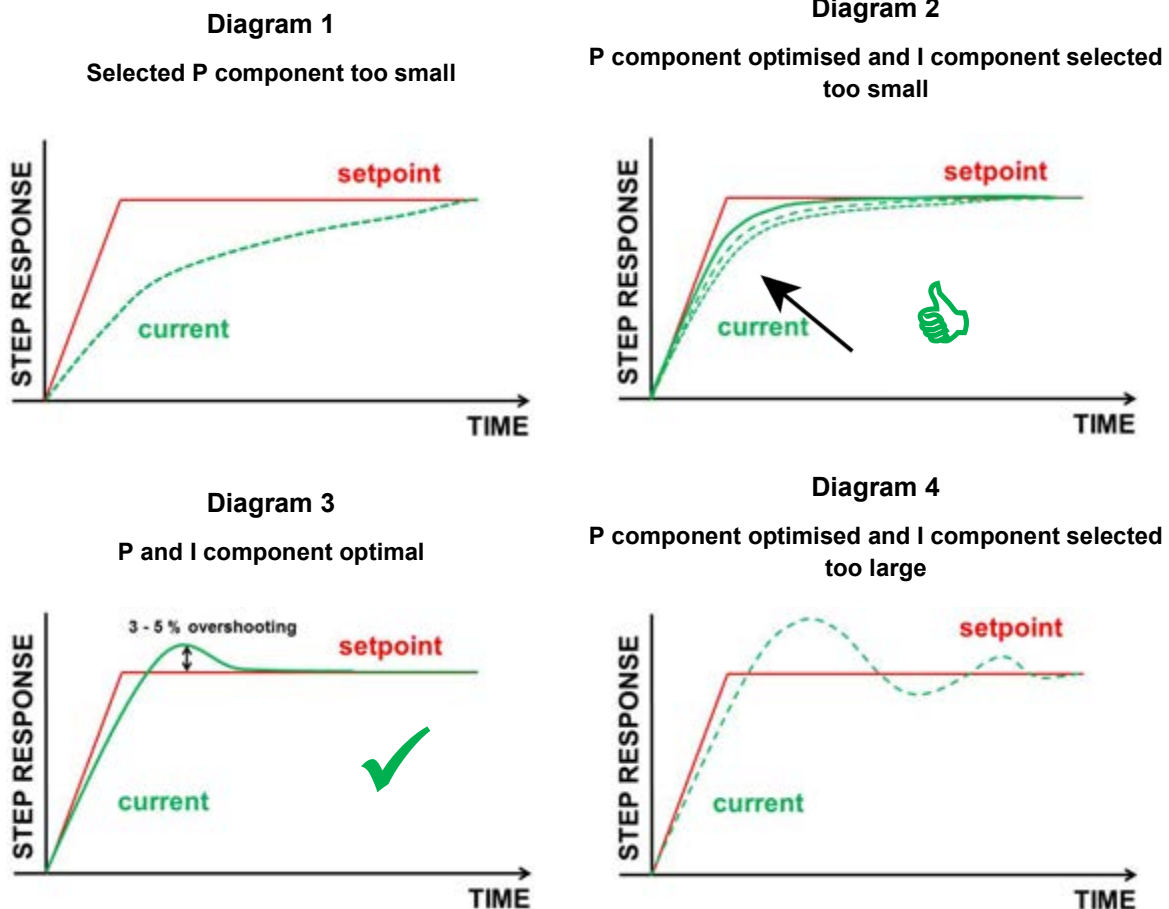 Diagram 1
Selected P component too small
STEP RESPONSE
setpoint
current
TIME
Diagram 2
P component optimised and I component selected
too small
STEP RESPONSE
setpoint
current
TIME
Diagram 3
P and I component optimal
STEP RESPONSE
3 - 5 % overshooting
setpoint
current
TIME
Diagram 4
P component optimised and I component selected
too large
STEP RESPONSE
setpoint
current
TIME